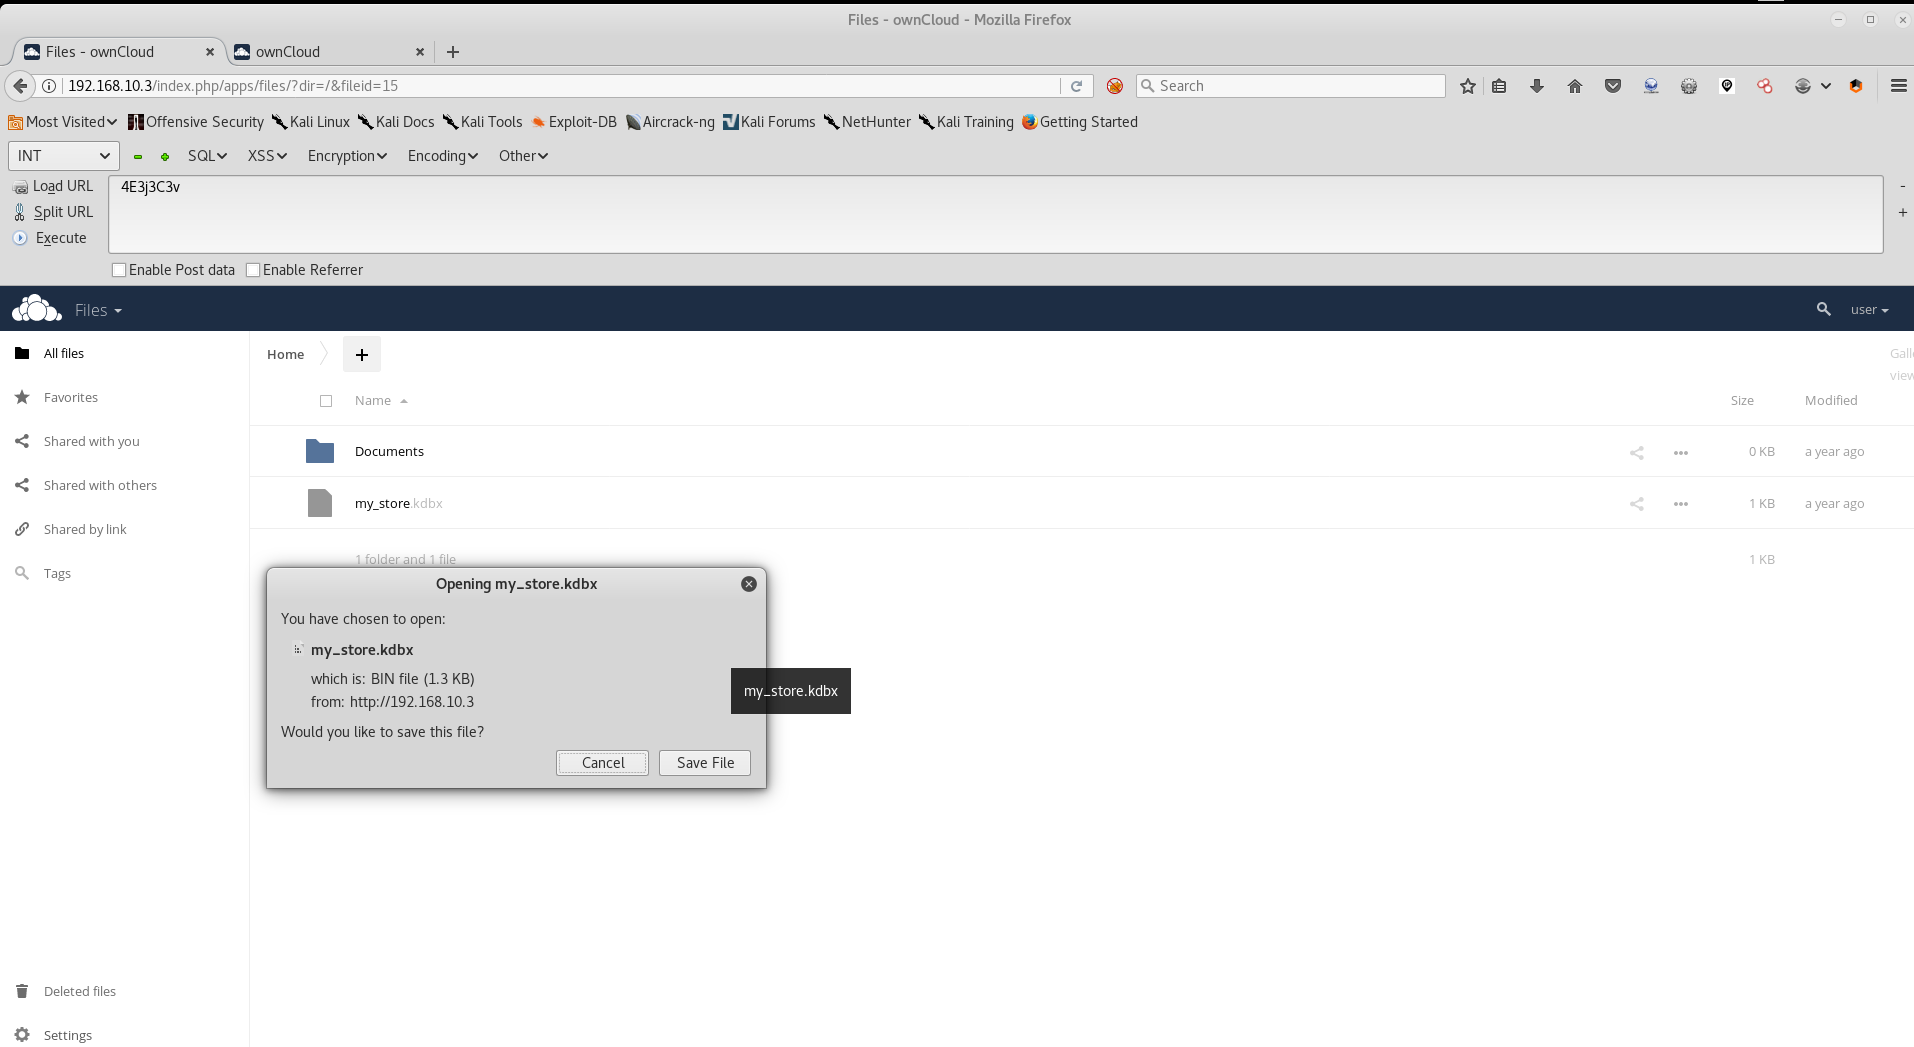 Files - ownCloud - Mozilla Firefox
Files - ownCloud
ownCloud
192.168.10.3/index.php/apps/files/?dir=/&fileid=15
Search
Most Visited
Offensive Security
Kali Linux
Kali Docs
Kali Tools
Exploit-DB
Aircrack-ng
Kali Forums
NetHunter
Kali Training
Getting Started
INT
SQL
XSS
Encryption
Encoding
Other
Load URL
4E3j3C3v
-
Split URL
+
Execute
Enable Post data
Enable Referrer
Files
user
All files
Home
+
Gall
view
Favorites
Name
Size
Modified
Shared with you
Documents
0 KB
a year ago
Shared with others
my_store.kdbx
1 KB
a year ago
Shared by link
1 folder and 1 file
1 KB
Tags
Opening my_store.kdbx
You have chosen to open:
my_store.kdbx
which is: BIN file (1.3 KB)
from: http://192.168.10.3
my_store.kdbx
Would you like to save this file?
Cancel
Save File
Deleted files
Settings